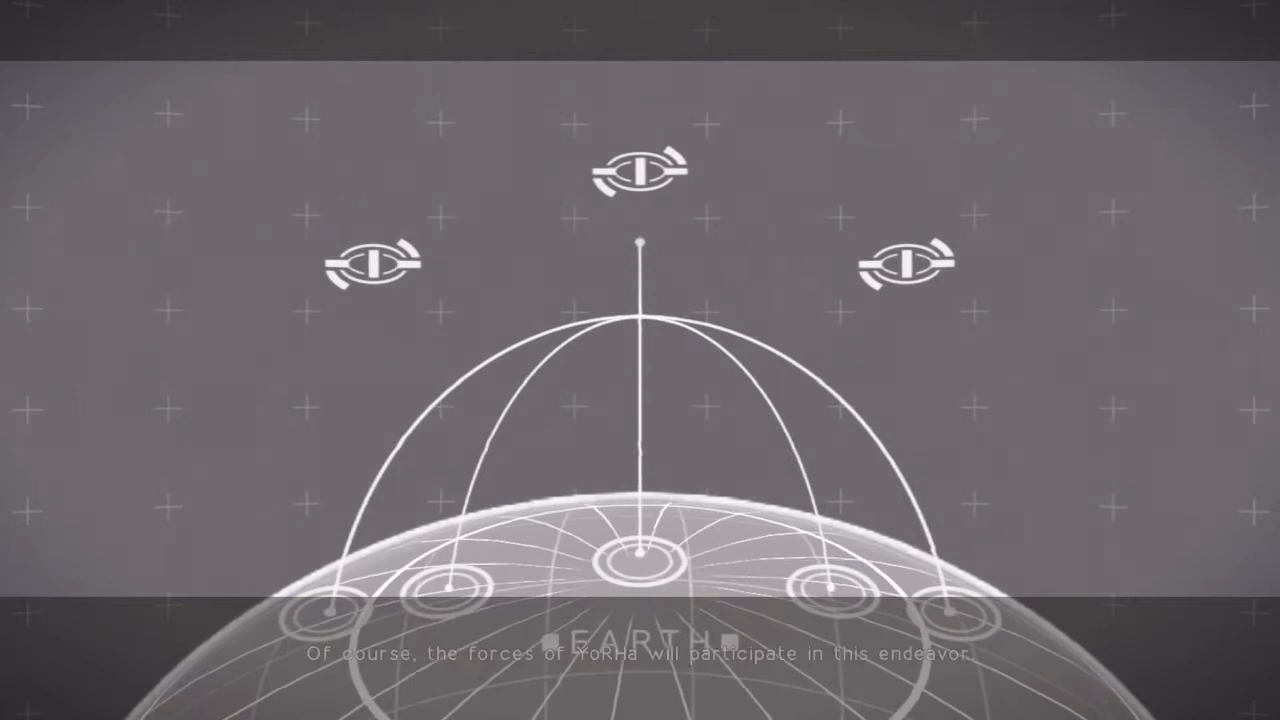 ■EARTH■
Of course, the forces of YoRHa will participate in this endeavor.